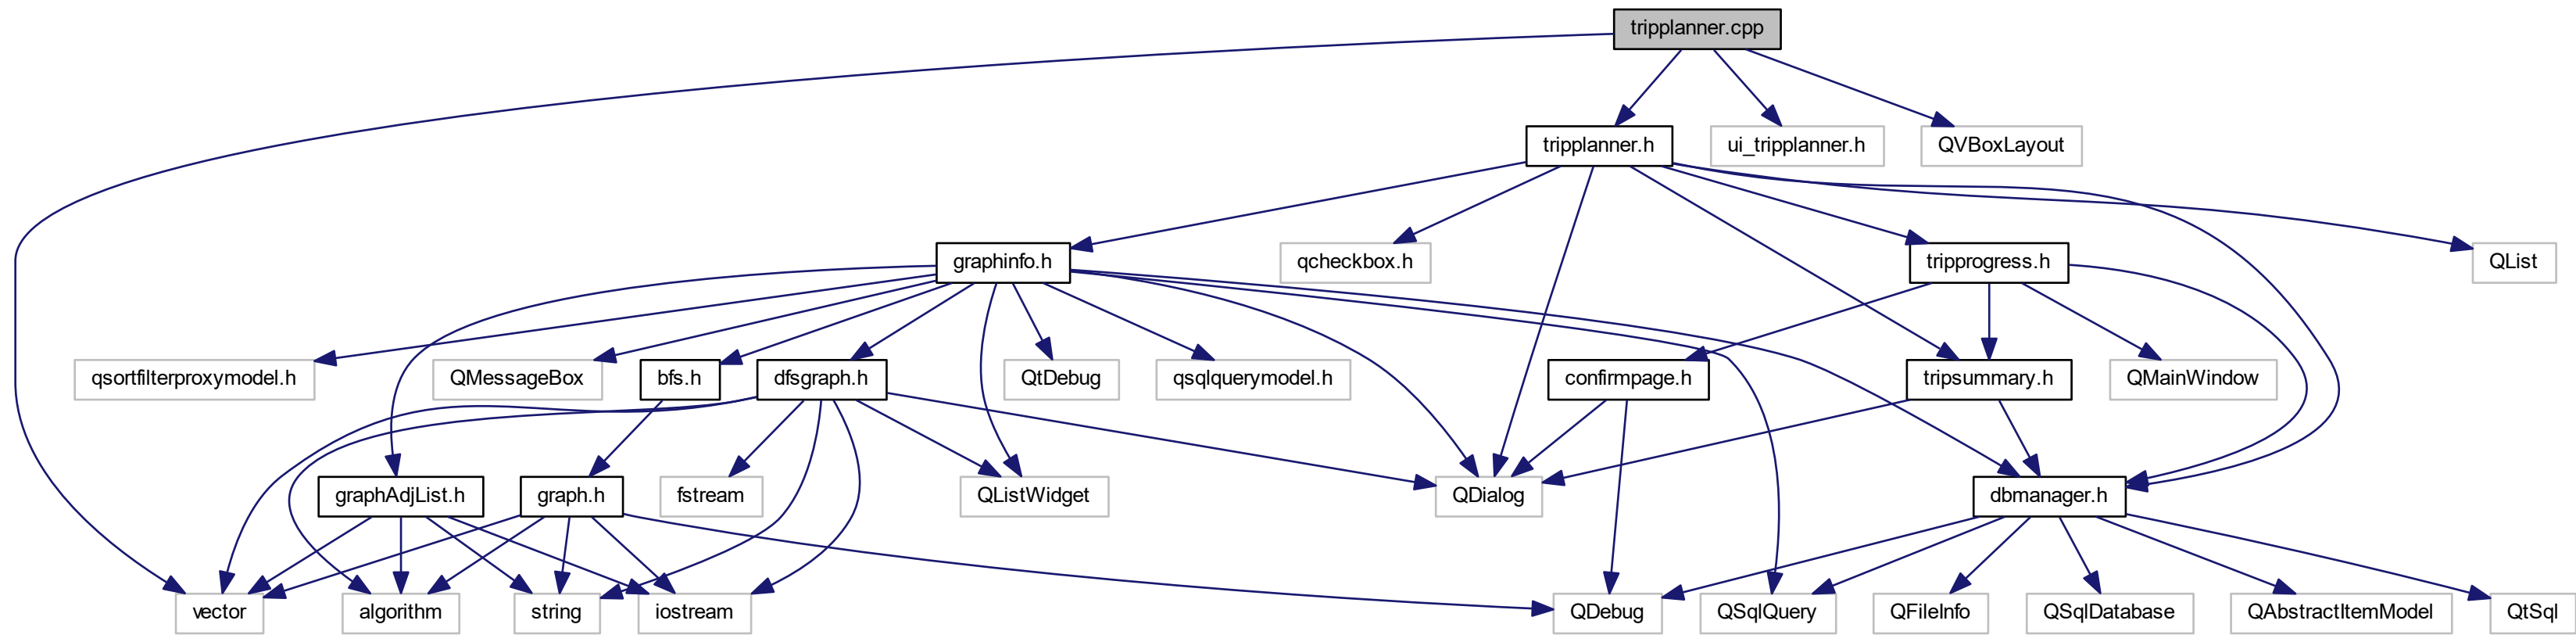 tripplanner.cpp
tripplanner.h
ui_tripplanner.h
QVBoxLayout
graphinfo.h
qcheckbox.h
tripprogress.h
QList
qsortfilterproxymodel.h
QMessageBox
bfs.h
dfsgraph.h
QtDebug
qsqlquerymodel.h
confirmpage.h
tripsummary.h
QMainWindow
graphAdjList.h
graph.h
fstream
QListWidget
QDialog
dbmanager.h
vector
algorithm
string
iostream
QDebug
QSqlQuery
QFileInfo
QSqlDatabase
QAbstractItemModel
QtSql